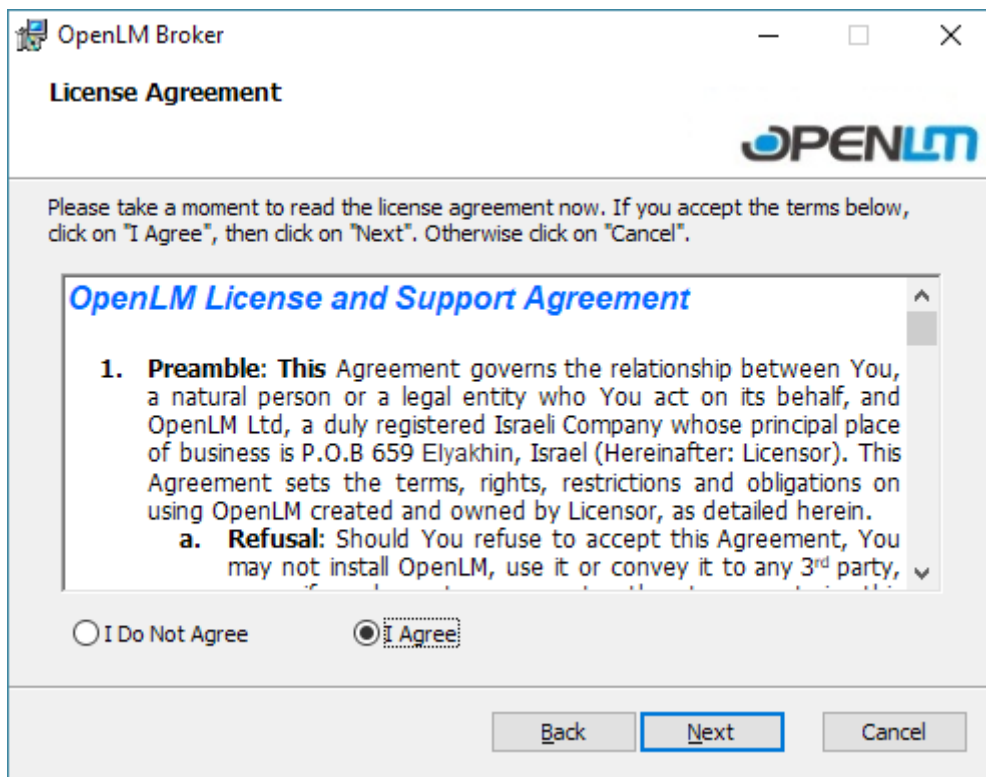 OpenLM Broker
License Agreement
OPENLM
Please take a moment to read the license agreement now. If you accept the terms below,
click on "I Agree", then click on "Next". Otherwise click on "Cancel".
OpenLM License and Support Agreement
1. Preamble: This Agreement governs the relationship between You,
a natural person or a legal entity who You act on its behalf, and
OpenLM Ltd, a duly registered Israeli Company whose principal place
of business is P.O.B 659 Elyakhin, Israel (Hereinafter: Licensor). This
Agreement sets the terms, rights, restrictions and obligations on
using OpenLM created and owned by Licensor, as detailed herein.
a. Refusal: Should You refuse to accept this Agreement, You
may not install OpenLM, use it or convey it to any 3rd party,
I Do Not Agree
I Agree
Back
Next
Cancel